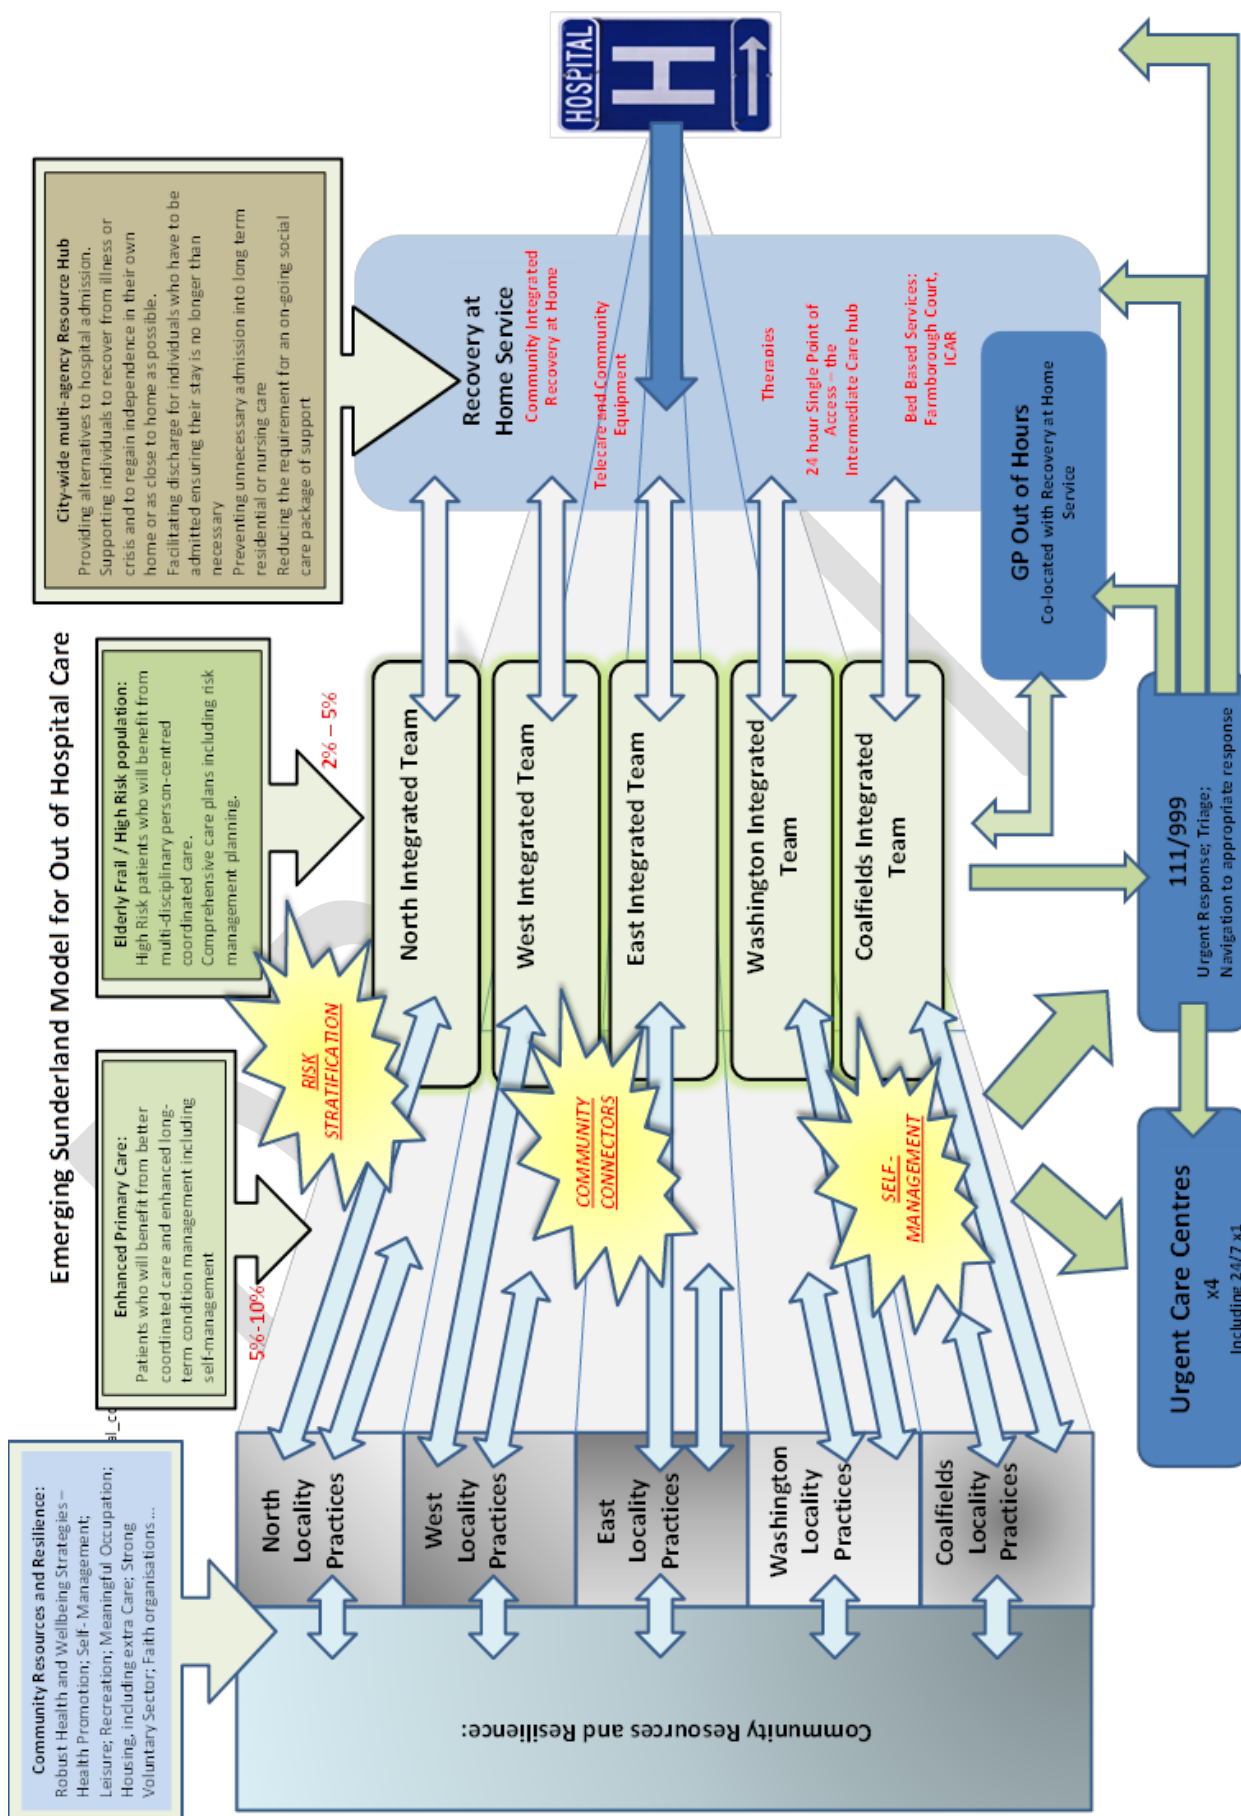 Emerging Sunderland Model for Out of Hospital Care
Community Resources and Resilience:
Robust Health and Wellbeing Strategies –
Health Promotion; Self- Management;
Leisure; Recreation; Meaningful Occupation;
Housing, including extra Care; Strong
Voluntary Sector; Faith organisations...
Enhanced Primary Care:
Patients who will benefit from better
coordinated care and enhanced long-
term condition management including
self-management
5%-10%
Elderly Frail / High Risk population:
High Risk patients who will benefit from
multi-disciplinary person-centred
coordinated care.
Comprehensive care plans including risk
management planning.
2% – 5%
City-wide multi-agency Resource Hub
Providing alternatives to hospital admission.
Supporting individuals to recover from illness or
crisis and to regain independence in their own
home or as close to home as possible.
Facilitating discharge for individuals who have to be
admitted ensuring their stay is no longer than
necessary
Preventing unnecessary admission into long term
residential or nursing care
Reducing the requirement for an on-going social
care package of support
Community Resources and Resilience:
North
Locality
Practices
West
Locality
Practices
East
Locality
Practices
Washington
Locality
Practices
Coalfields
Locality
Practices
RISK
STRATIFICATION
COMMUNITY
CONNECTORS
SELF -
MANAGEMENT
North Integrated Team
West Integrated Team
East Integrated Team
Washington Integrated
Team
Coalfields Integrated
Team
Recovery at
Home Service
Community Integrated
Recovery at Home
Telecare and Community
Equipment
Therapies
24 hour Single Point of
Access – the
Intermediate Care hub
Bed Based Services:
Farmborough Court,
ICAR
HOSPITAL
H
GP Out of Hours
Co-located with Recovery at Home
Service
111/999
Urgent Response; Triage;
Navigation to appropriate response
Urgent Care Centres
x4
Including 24/7 x1